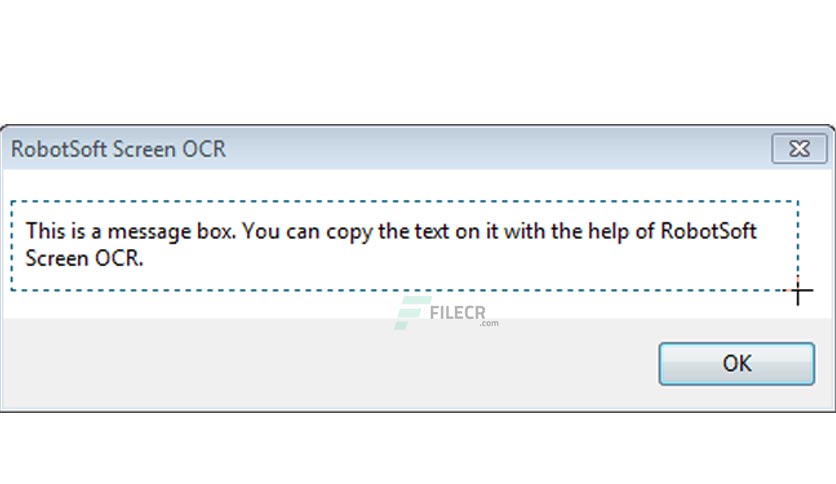 RobotSoft Screen OCR
This is a message box. You can copy the text on it with the help of RobotSoft
Screen OCR.
FILECR
.com
OK